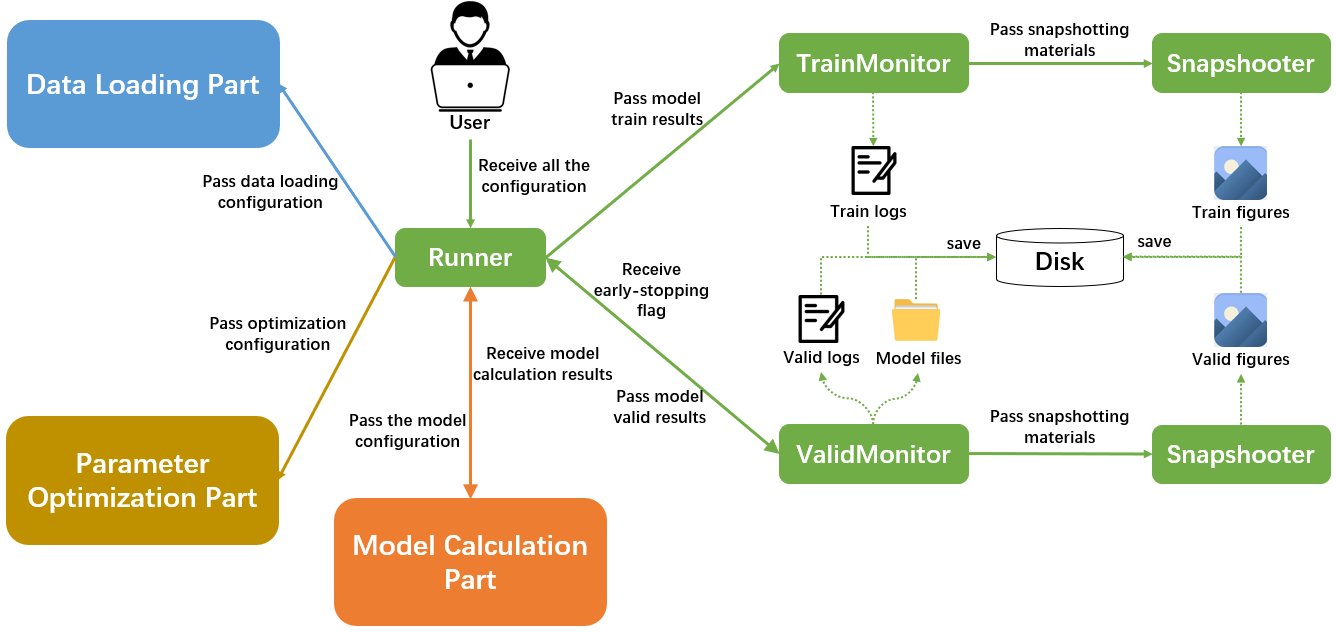 Data Loading Part
User
TrainMonitor
Pass snapshotting
materials
Snapshooter
Pass model
train results
Receive all the
configuration
Pass data loading
configuration
Train logs
Train figures
Runner
save
Disk
save
Receive
early-stopping
flag
Pass optimization
configuration
Receive model
calculation results
Valid logs
Model files
Valid figures
Pass model
valid results
Pass the model
configuration
Parameter
Optimization Part
ValidMonitor
Pass snapshotting
materials
Snapshooter
Model Calculation
Part